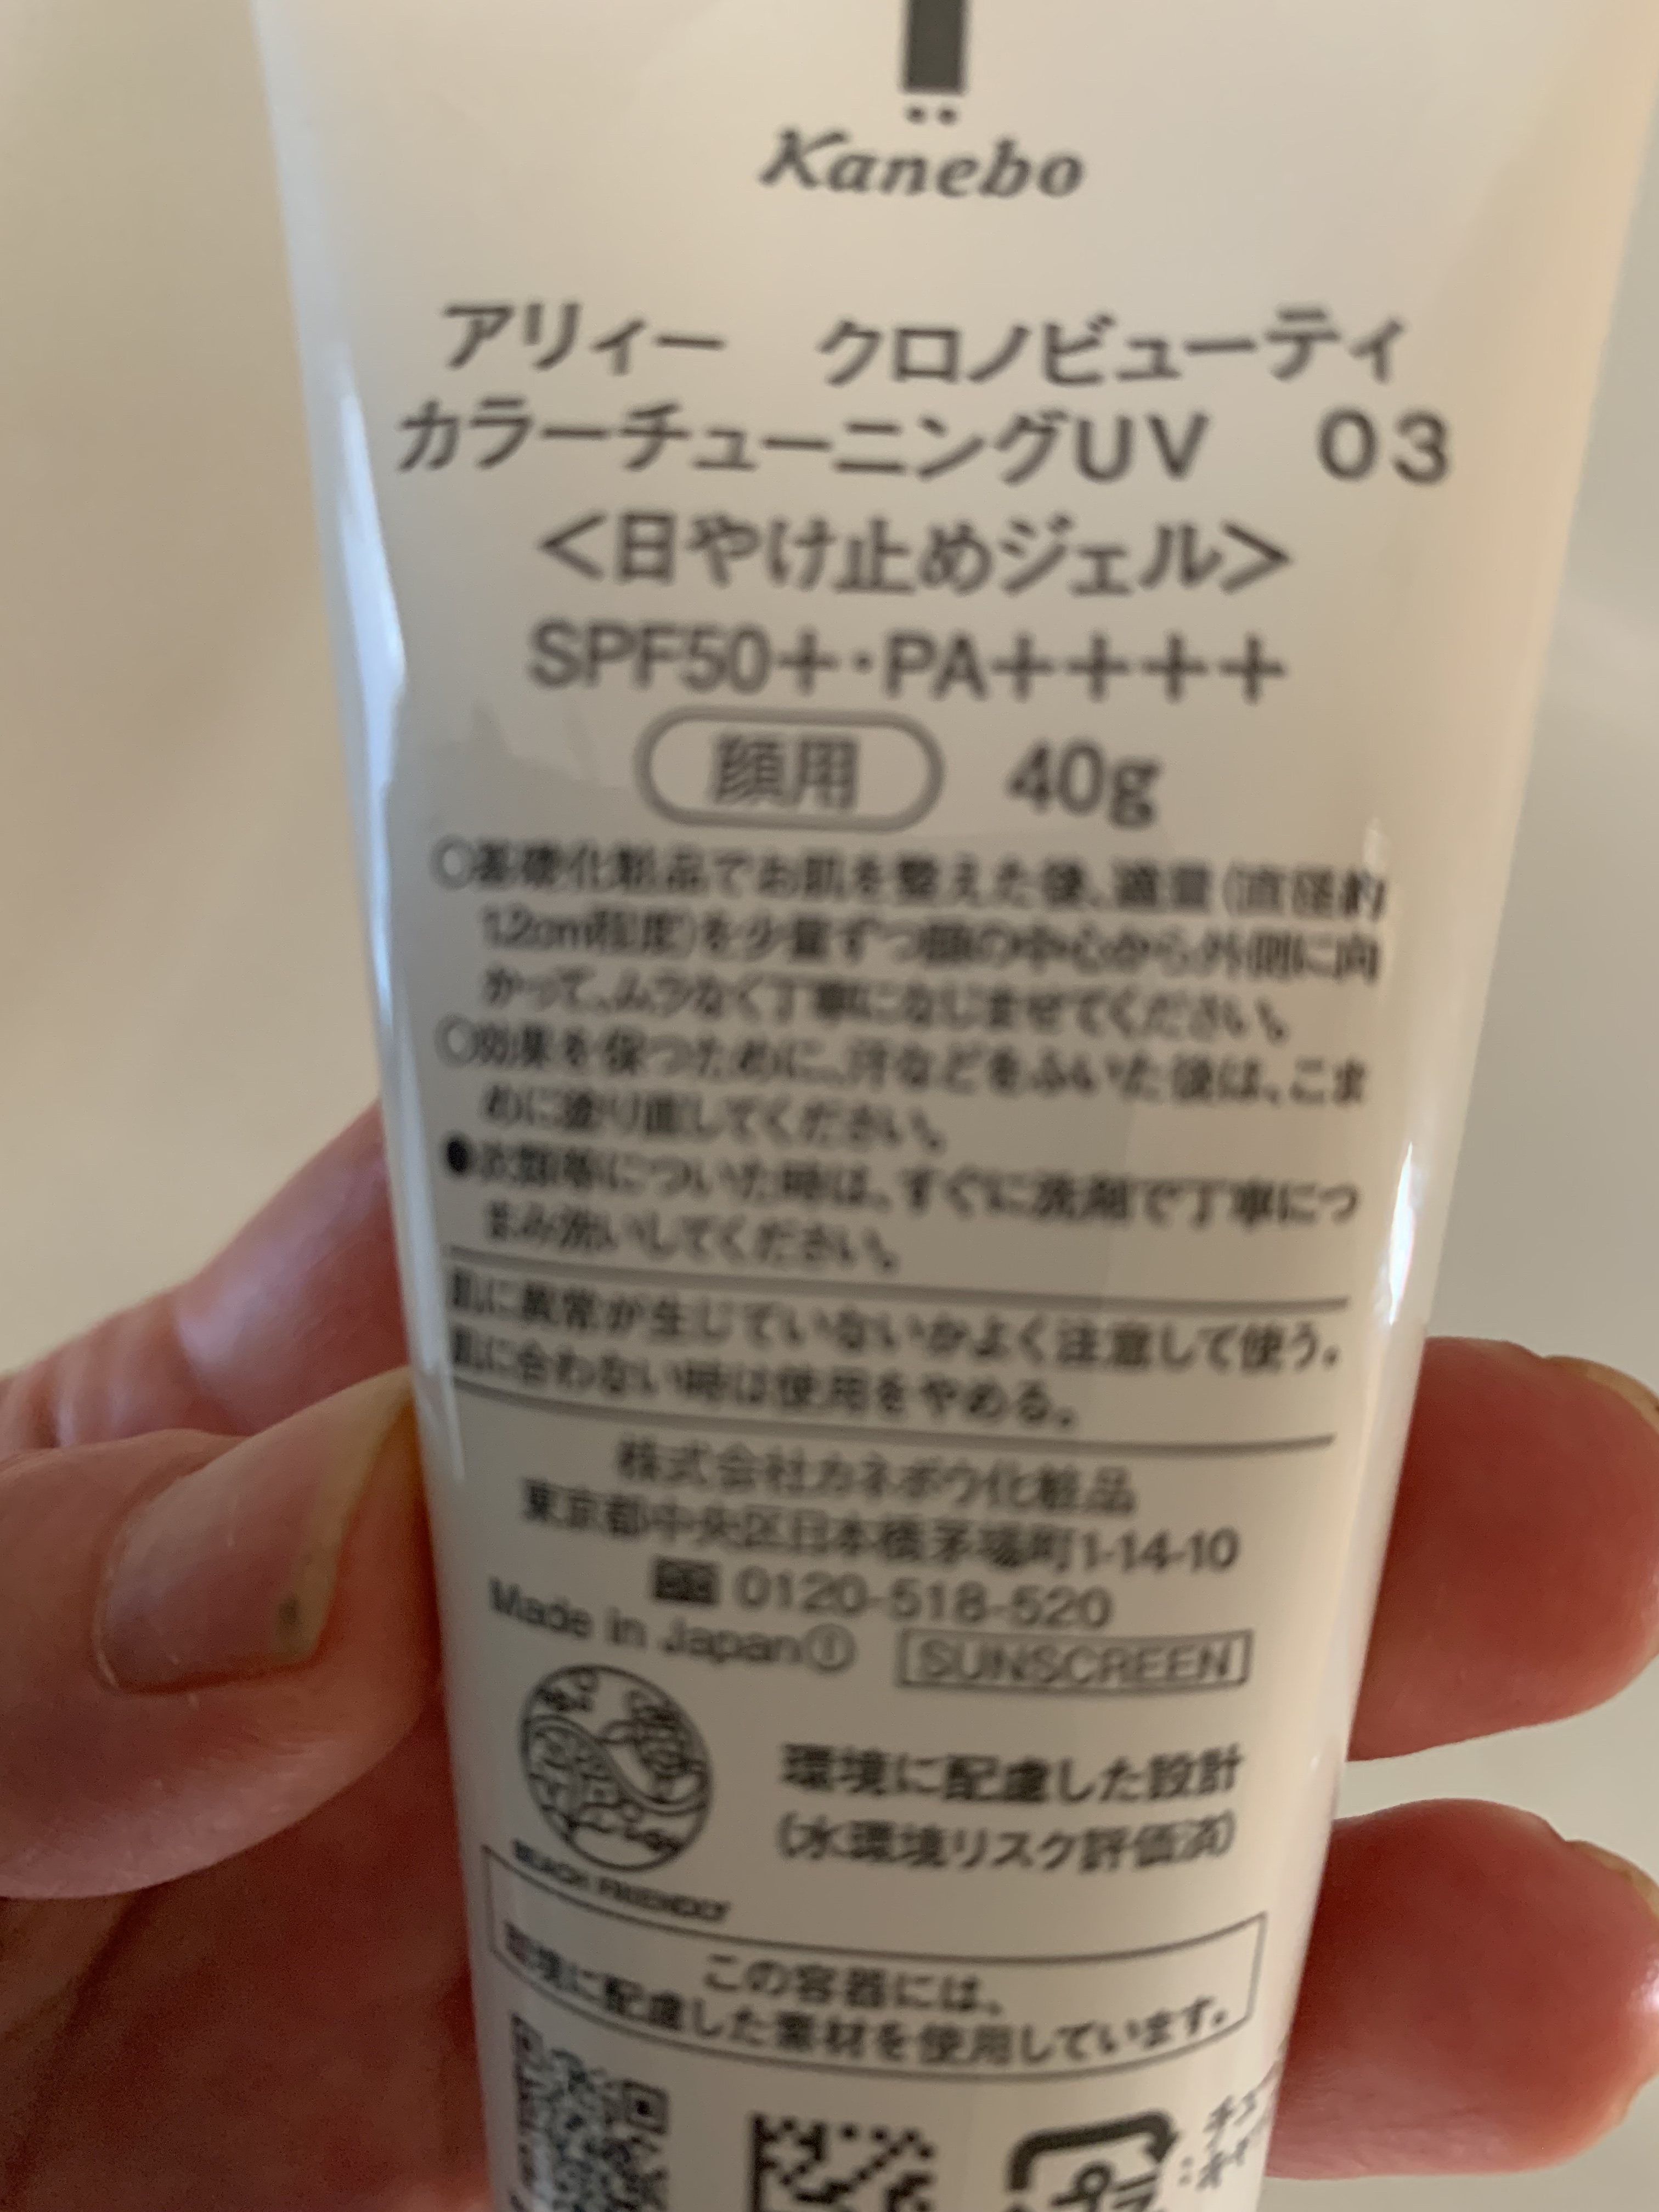 Kanebo
アリィー　クロノビューティ
カラーチューニングUV　03
＜日やけ止めジェル＞
SPF50+・PA++++
顔用　40g
○基礎化粧品でお肌を整えた後、適量(直径約
1.2cm程度)を少量ずつ顔の中心から外側に向
かって、ムラなく丁寧になじませてください。
○効果を保つために、汗などをふいた後は、こま
めに塗り直してください。
●衣類等についた時は、すぐに洗剤で丁寧につ
まみ洗いしてください。
肌に異常が生じていないかよく注意して使う。
肌に合わない時は使用をやめる。
株式会社カネボウ化粧品
東京都中央区日本橋茅場町1-14-10
0120-518-520
Made in Japan①　SUNSCREEN
環境に配慮した設計
(水環境リスク評価済)
BEACH FRIENDLY
この容器には、
環境に配慮した素材を使用しています。
プラ